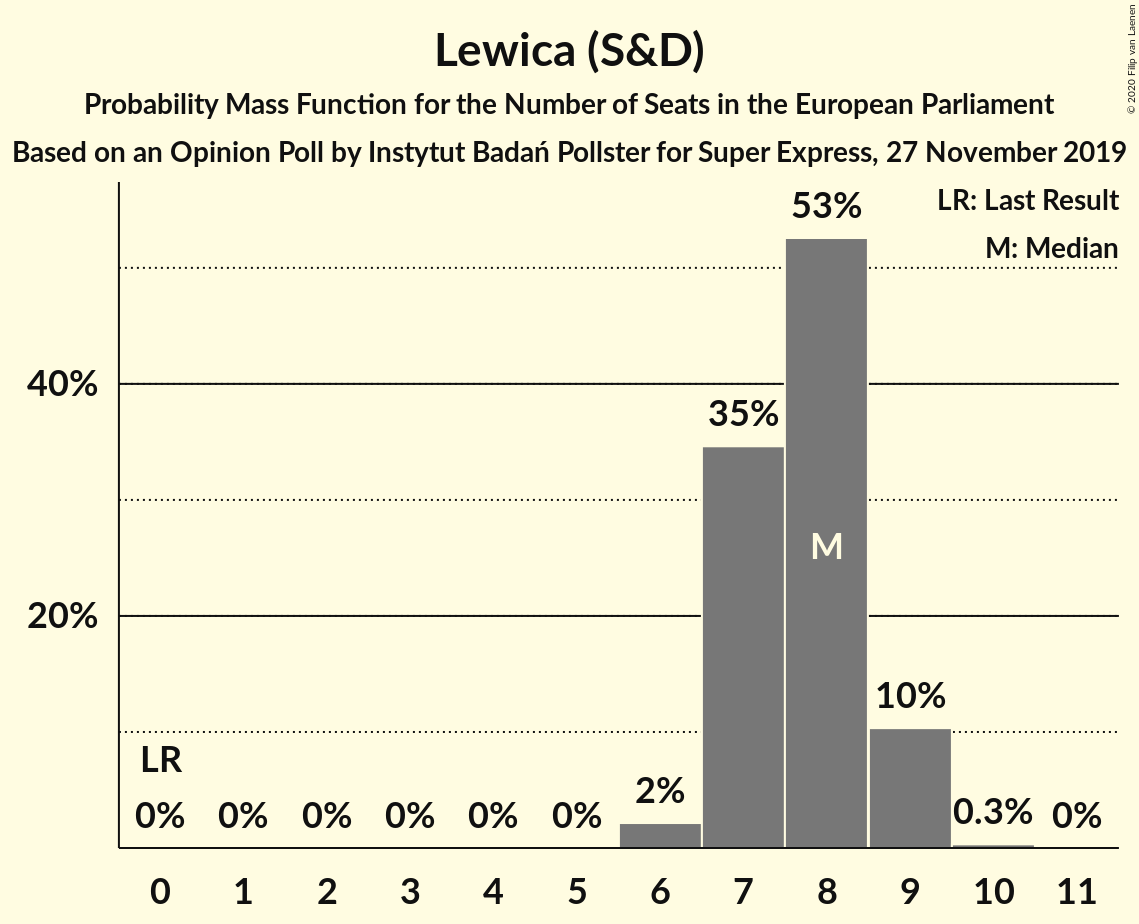 Lewica (S&D)
Probability Mass Function for the Number of Seats in the European Parliament
Based on an Opinion Poll by Instytut Badań Pollster for Super Express, 27 November 2019
© 2020 Filip van Laenen
LR: Last Result
M: Median
53%
40%
35%
M
20%
10%
LR
0% 0% 0% 0% 0% 0% 2% 0.3% 0%
0 1 2 3 4 5 6 7 8 9 10 11